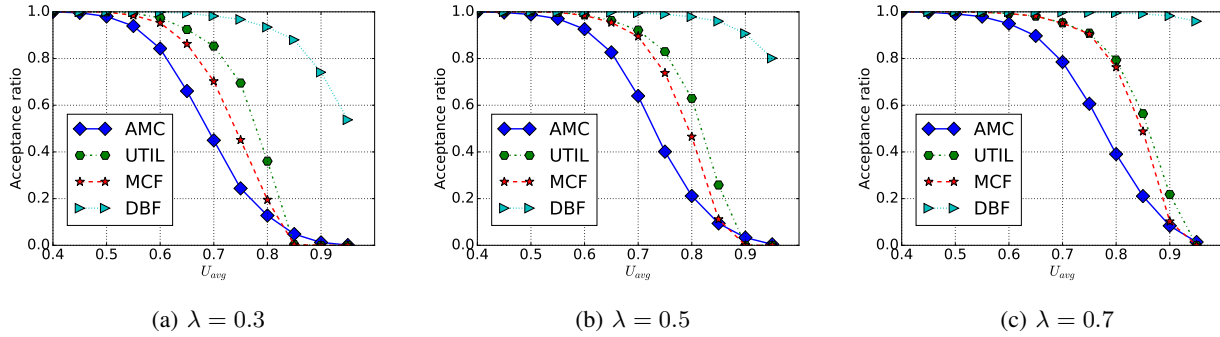 1.0
0.8
0.6
0.4
0.2
0.0
Acceptance ratio
AMC
UTIL
MCF
DBF
0.4 0.5 0.6 0.7 0.8 0.9
U_avg
(a) λ = 0.3
1.0
0.8
0.6
0.4
0.2
0.0
Acceptance ratio
AMC
UTIL
MCF
DBF
0.4 0.5 0.6 0.7 0.8 0.9
U_avg
(b) λ = 0.5
1.0
0.8
0.6
0.4
0.2
0.0
Acceptance ratio
AMC
UTIL
MCF
DBF
0.4 0.5 0.6 0.7 0.8 0.9
U_avg
(c) λ = 0.7